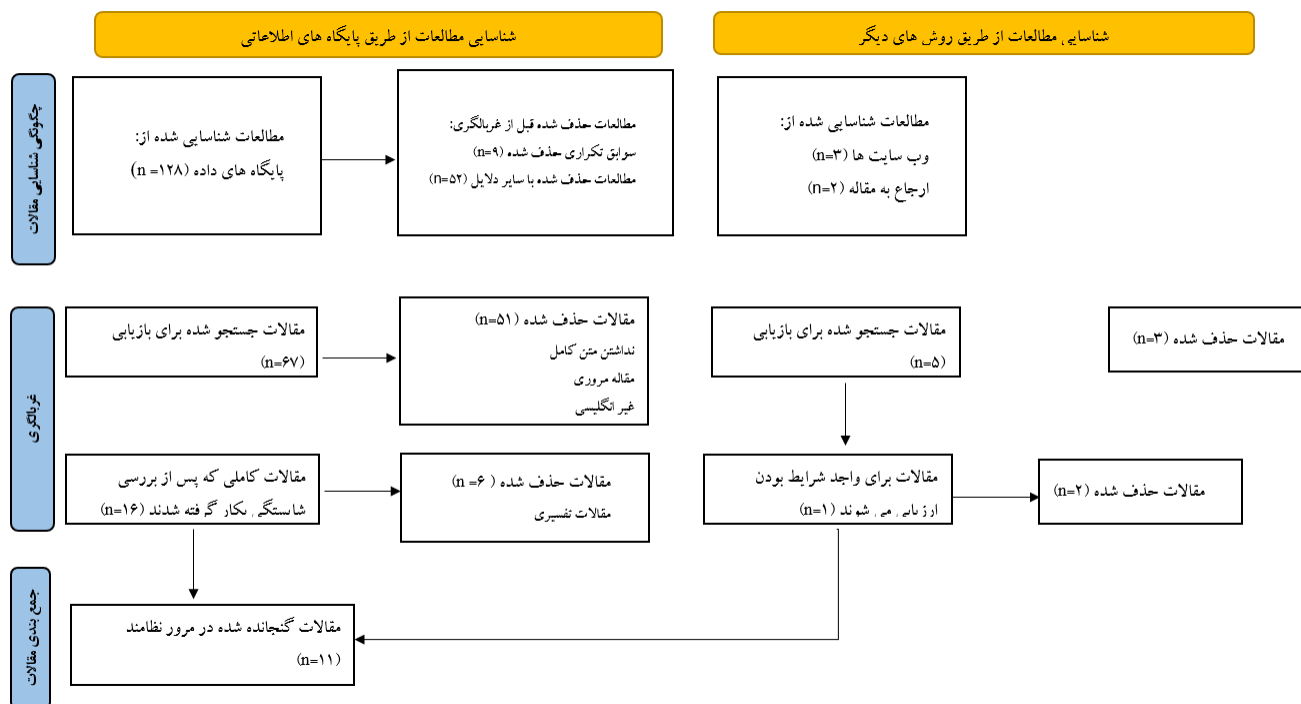 شناسایی مطالعات از طریق پایگاه های اطلاعاتی
شناسایی مطالعات از طریق روش های دیگر
چگونگی شناسایی مقالات
مطالعات شناسایی شده از:
پایگاه های داده (n =۱۲۸)
مطالعات حذف شده قبل از غربالگری:
سوابق تکراری حذف شده (n=۹)
مطالعات حذف شده با سایر دلایل (n=۵۲)
مطالعات شناسایی شده از:
وب سایت ها (n=۳)
ارجاع به مقاله (n=۲)
غربالگری
مقالات جستجو شده برای بازیابی
(n=۶۷)
مقالات حذف شده (n=۵۱)
نداشتن متن کامل
مقاله مروری
غیر انگلیسی
مقالات جستجو شده برای بازیابی
(n=۵)
مقالات حذف شده (n=۳)
مقالات کاملی که پس از بررسی
شایستگی بکار گرفته شدند (n=۱۶)
مقالات حذف شده (n =۶ )
مقالات تفسیری
مقالات برای واجد شرایط بودن
ارزیابی می شوند (n=۱)
مقالات حذف شده (n=۲)
جمع بندی مقالات
مقالات گنجانده شده در مرور نظامند
(n=۱۱)